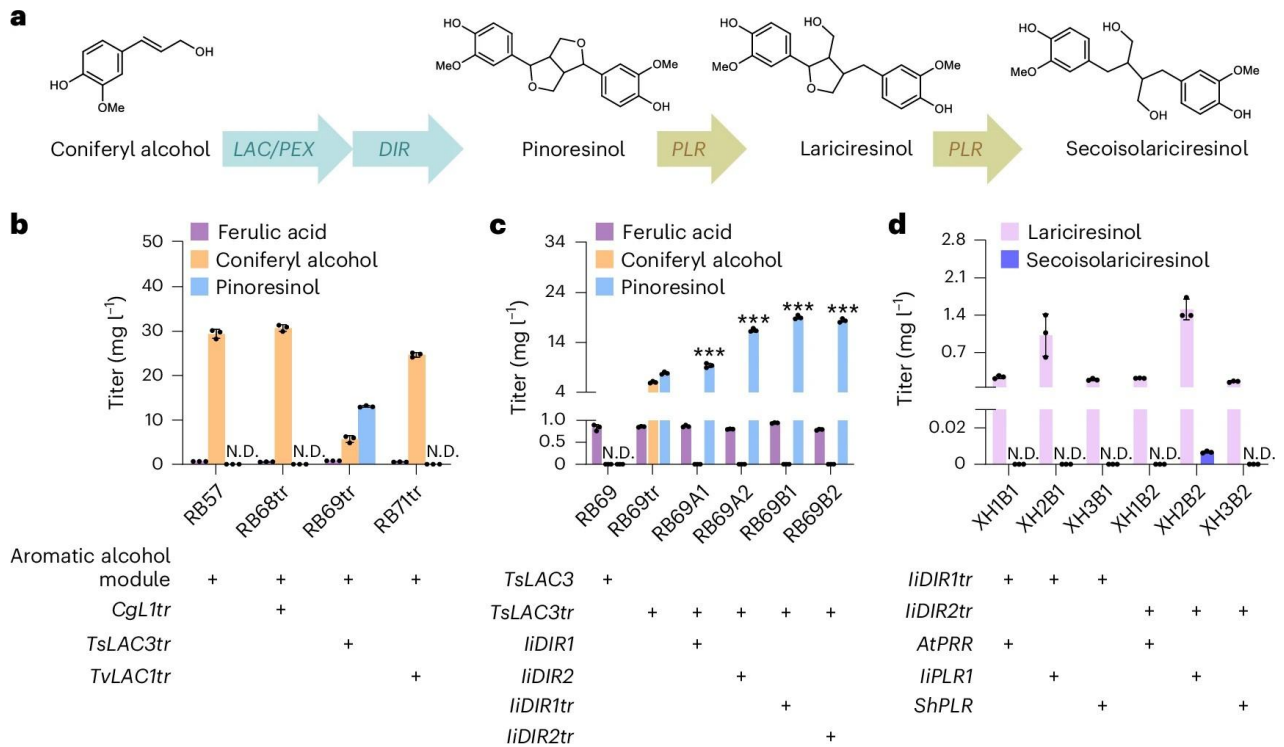 a
HO
OMe
OH
Coniferyl alcohol
LAC/PEX
DIR
HO
MeO
O
O
OMe
OH
Pinoresinol
PLR
HO
HO
MeO
O
OMe
OH
Lariciresinol
PLR
HO
HO
MeO
OMe
OH
OH
Secoisolariciresinol
b
Ferulic acid
Coniferyl alcohol
Pinoresinol
Titer (mg l⁻¹)
50
40
30
20
10
0
N.D.
N.D.
N.D.
RB57
RB68tr
RB69tr
RB71tr
Aromatic alcohol
module + + + +
CgL1tr +
TsLAC3tr +
TvLAC1tr +
c
Ferulic acid
Coniferyl alcohol
Pinoresinol
Titer (mg l⁻¹)
34
24
14
4
1.0
0.5
0
N.D.
***
***
***
***
RB69
RB69tr
RB69A1
RB69A2
RB69B1
RB69B2
TsLAC3 +
TsLAC3tr + + + + +
IiDIR1 +
IiDIR2 +
IiDIR1tr +
IiDIR2tr +
d
Lariciresinol
Secoisolariciresinol
Titer (mg l⁻¹)
2.8
2.1
1.4
0.7
0.02
0
N.D.
N.D.
N.D.
N.D.
N.D.
XH1B1
XH2B1
XH3B1
XH1B2
XH2B2
XH3B2
IiDIR1tr + + +
IiDIR2tr + + +
AtPRR + +
IiPLR1 + +
ShPLR + +